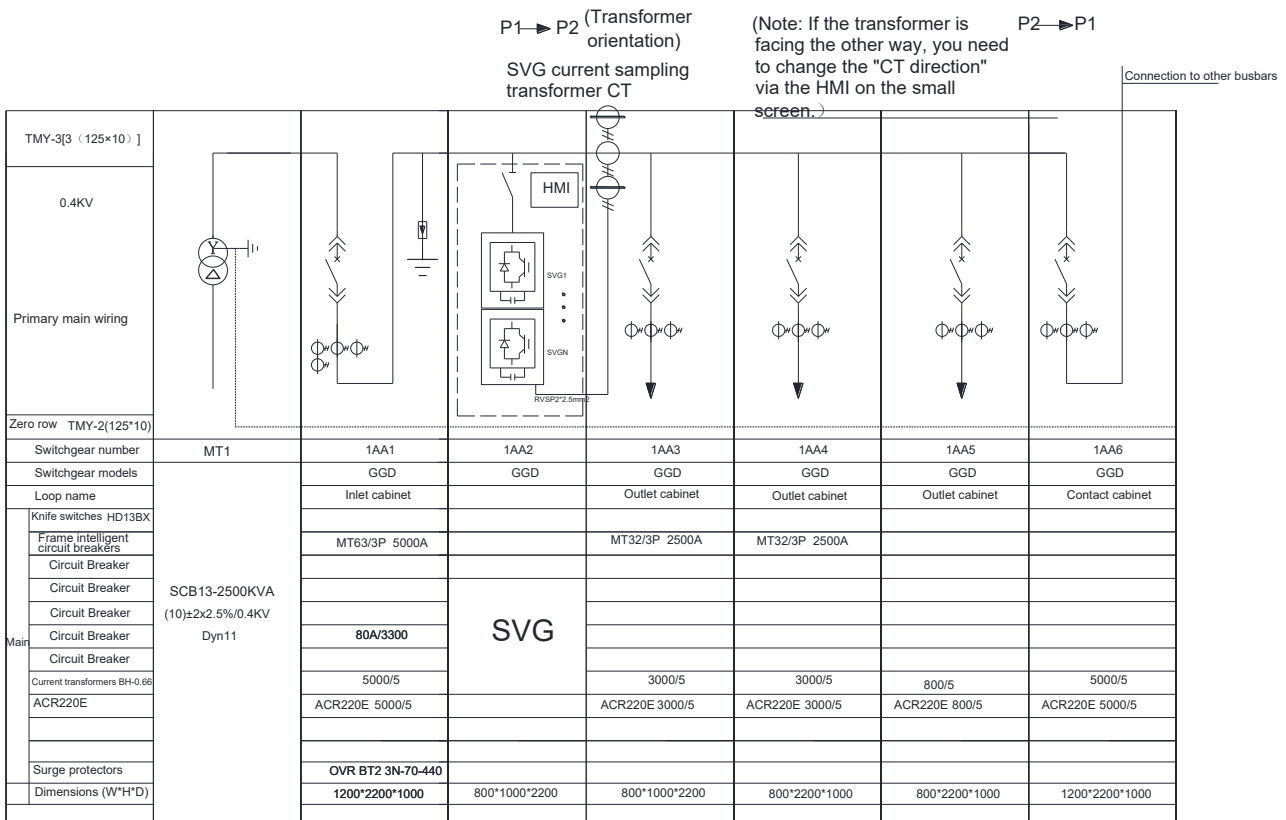 P1 P2 (Transformer
orientation)
SVG current sampling
transformer CT
(Note: If the transformer is
facing the other way, you need
to change the "CT direction"
via the HMI on the small
screen.）
P2 P1
Connection to other busbars
TMY-3[3（125×10）]
0.4KV
Primary main wiring
HMI
Y
SVG1
SVGN
RVSP2*2.5mm2
Zero row TMY-2(125*10)
Switchgear number MT1 1AA1 1AA2 1AA3 1AA4 1AA5 1AA6
Switchgear models GGD GGD GGD GGD GGD GGD
Loop name Inlet cabinet Outlet cabinet Outlet cabinet Outlet cabinet Contact cabinet
Main
Knife switches HD13BX
Frame intelligent
circuit breakers MT63/3P 5000A MT32/3P 2500A MT32/3P 2500A
Circuit Breaker
Circuit Breaker
Circuit Breaker
Circuit Breaker 80A/3300
Circuit Breaker
SCB13-2500KVA
(10)±2x2.5%/0.4KV
Dyn11
SVG
Current transformers BH-0.66 5000/5 3000/5 3000/5 800/5 5000/5
ACR220E ACR220E 5000/5 ACR220E 3000/5 ACR220E 3000/5 ACR220E 800/5 ACR220E 5000/5
Surge protectors OVR BT2 3N-70-440
Dimensions (W*H*D) 1200*2200*1000 800*1000*2200 800*1000*2200 800*2200*1000 800*2200*1000 1200*2200*1000